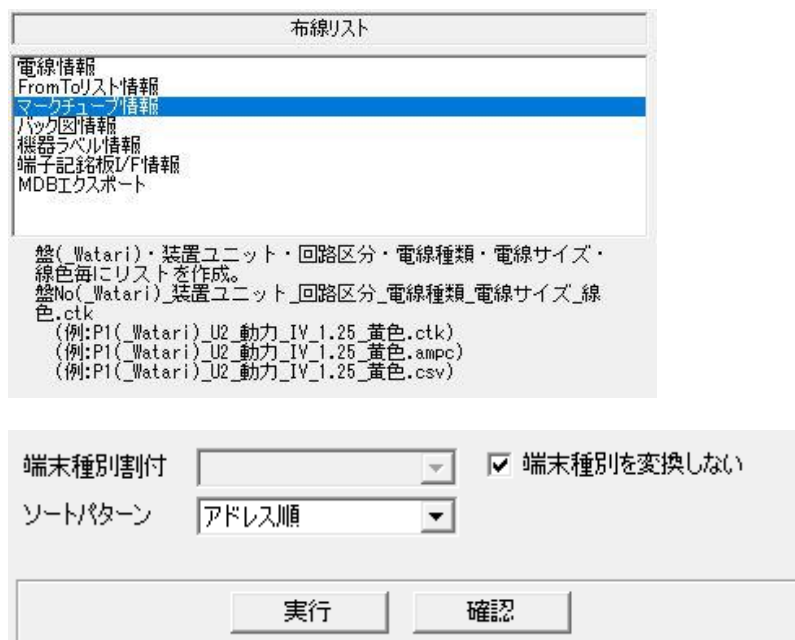 布線リスト
電線情報
FromToリスト情報
マークチューブ情報
バック図情報
機器ラベル情報
端子記銘板I/F情報
MDBエクスポート
盤(_Watari)・装置ユニット・回路区分・電線種類・電線サイズ・
線色毎にリストを作成。
盤No(_Watari)_装置ユニット_回路区分_電線種類_電線サイズ_線
色.ctk
(例:P1(_Watari)_U2_動力_IV_1.25_黄色.ctk)
(例:P1(_Watari)_U2_動力_IV_1.25_黄色.ampc)
(例:P1(_Watari)_U2_動力_IV_1.25_黄色.csv)
端末種別割付 端末種別を変換しない
ソートパターン アドレス順
実行 確認